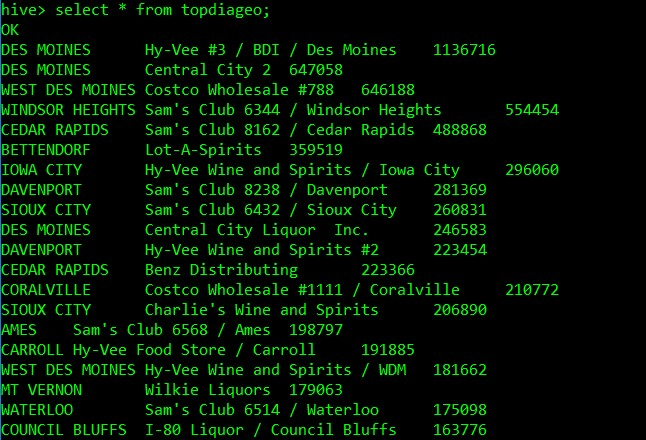 hive> select * from topdiageo;
OK
DES MOINES Hy-Vee #3 / BDI / Des Moines 1136716
DES MOINES Central City 2 647058
WEST DES MOINES Costco Wholesale #788 646188
WINDSOR HEIGHTS Sam's Club 6344 / Windsor Heights 554454
CEDAR RAPIDS Sam's Club 8162 / Cedar Rapids 488868
BETTENDORF Lot-A-Spirits 359519
IOWA CITY Hy-Vee Wine and Spirits / Iowa City 296060
DAVENPORT Sam's Club 8238 / Davenport 281369
SIOUX CITY Sam's Club 6432 / Sioux City 260831
DES MOINES Central City Liquor  Inc. 246583
DAVENPORT Hy-Vee Wine and Spirits #2 223454
CEDAR RAPIDS Benz Distributing 223366
CORALVILLE Costco Wholesale #1111 / Coralville 210772
SIOUX CITY Charlie's Wine and Spirits 206890
AMES Sam's Club 6568 / Ames 198797
CARROLL Hy-Vee Food Store / Carroll 191885
WEST DES MOINES Hy-Vee Wine and Spirits / WDM 181662
MT VERNON Wilkie Liquors 179063
WATERLOO Sam's Club 6514 / Waterloo 175098
COUNCIL BLUFFS I-80 Liquor / Council Bluffs 163776